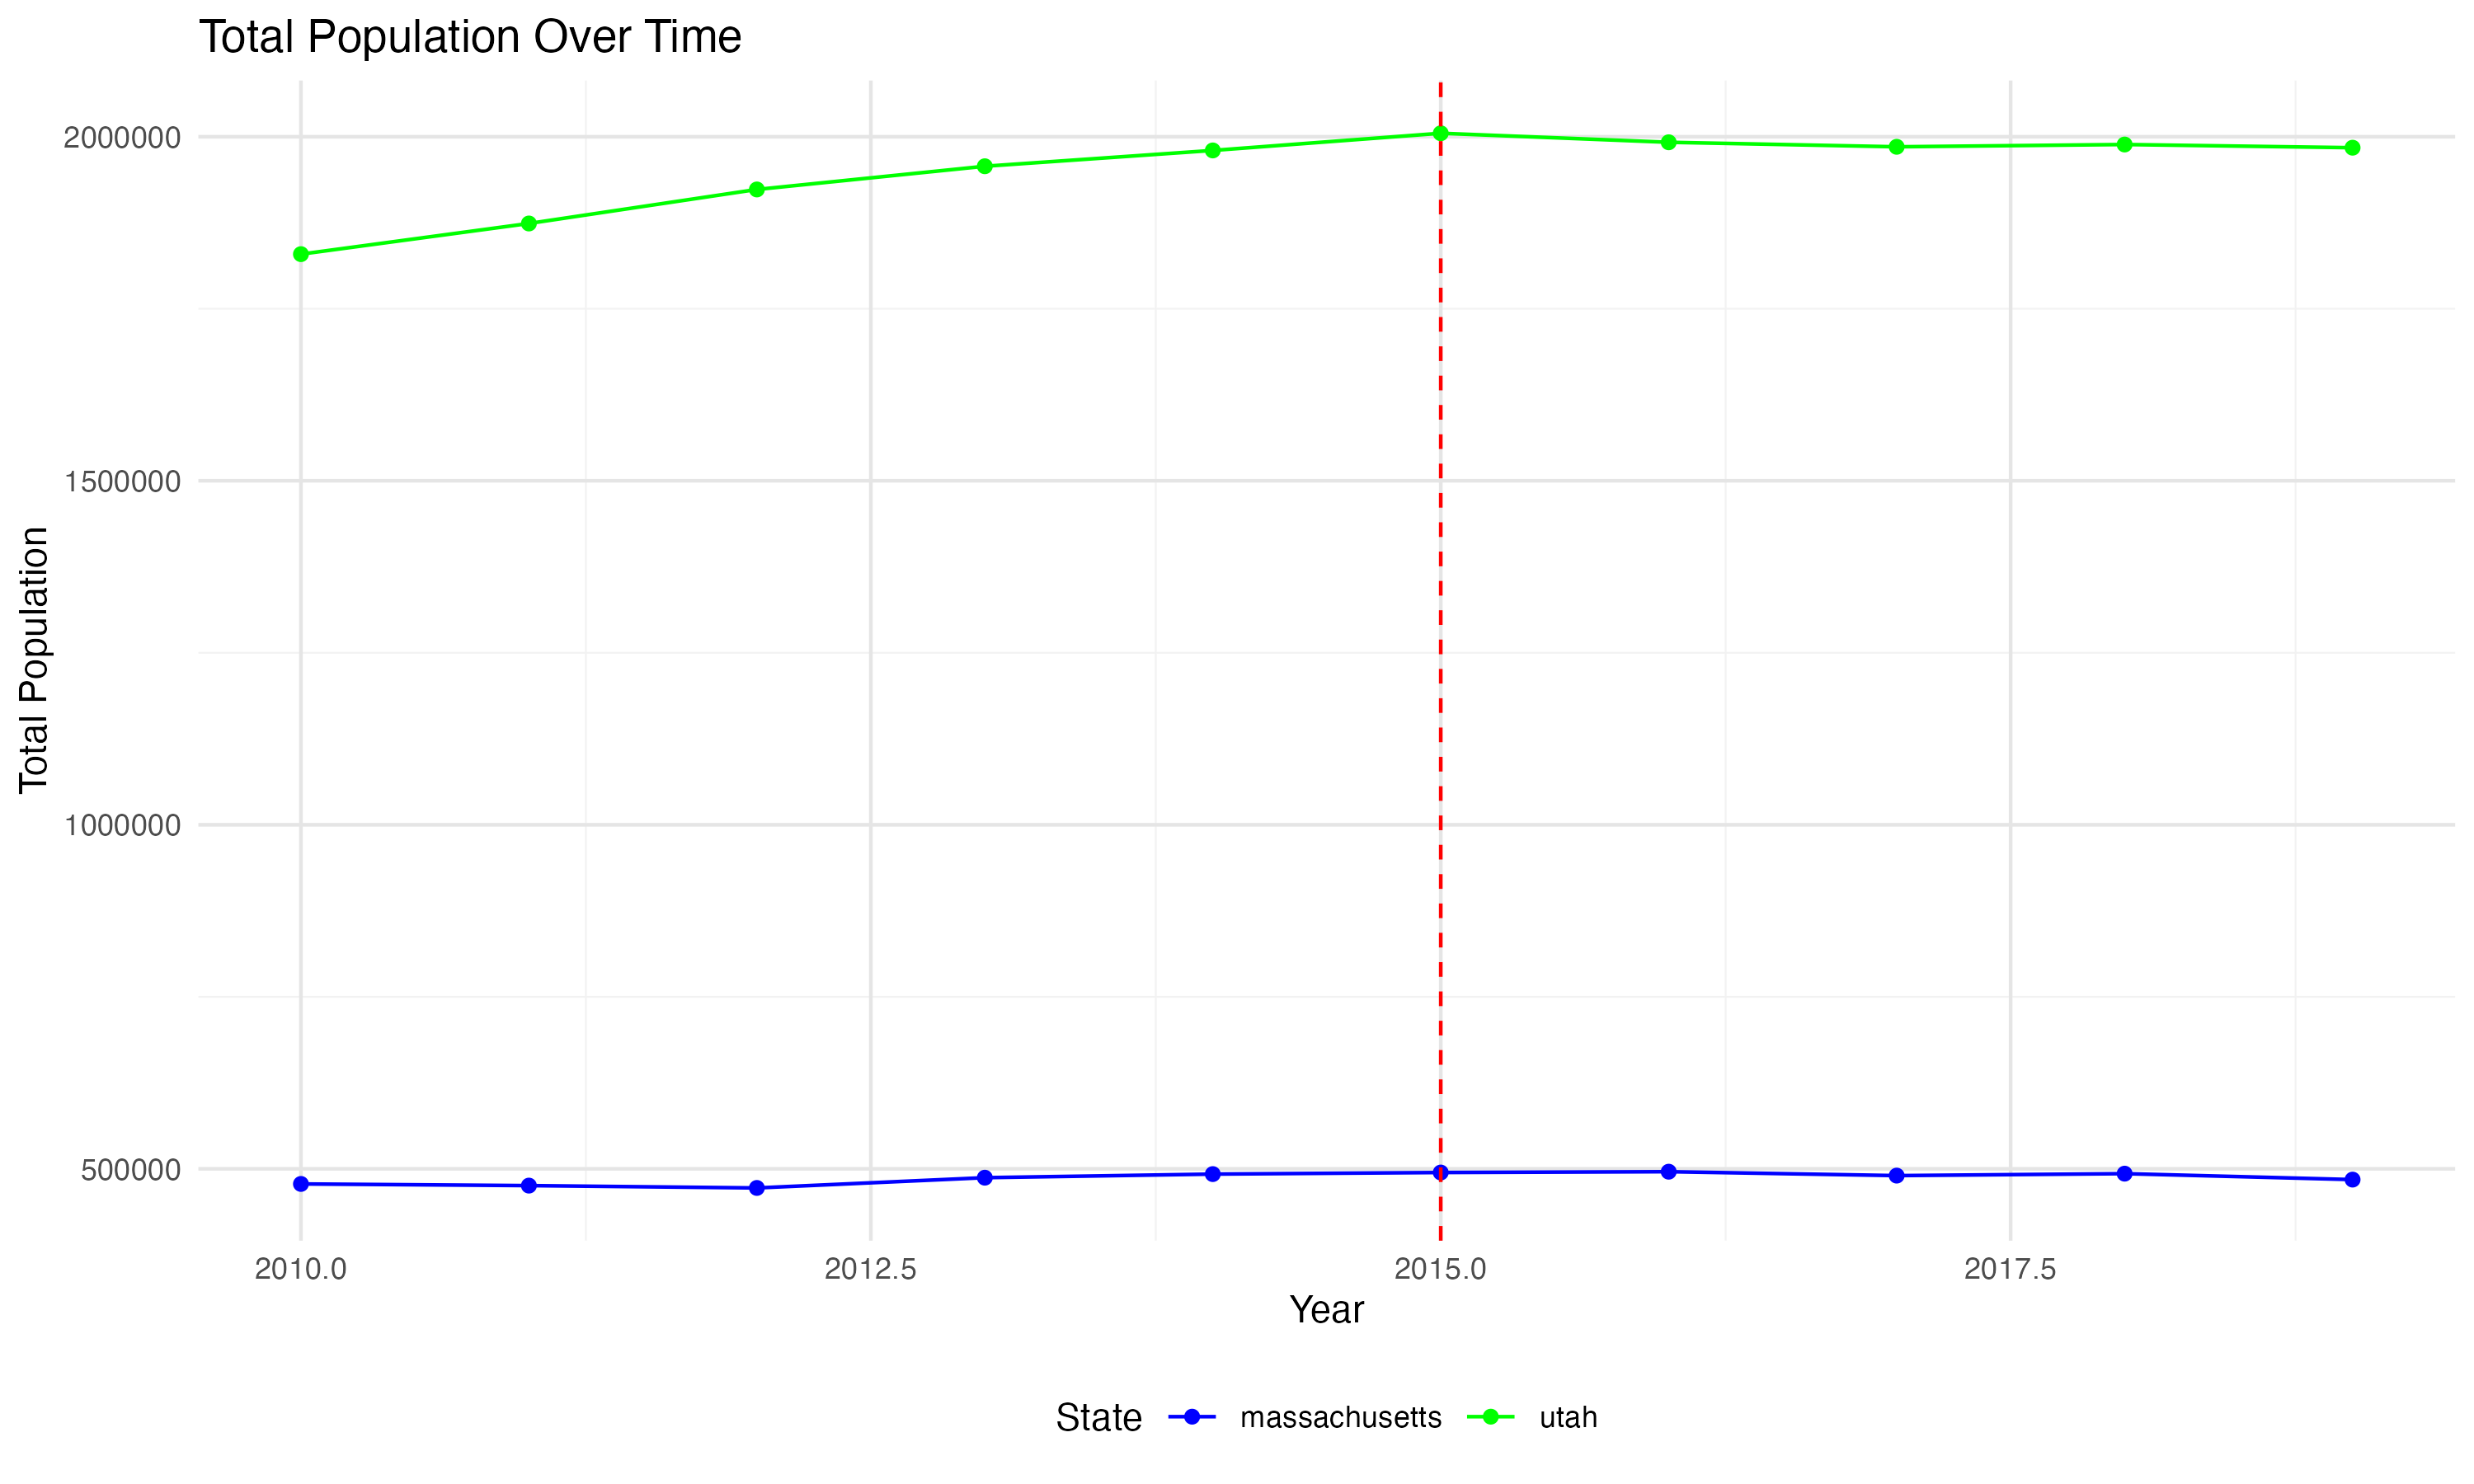 Total Population Over Time
Total Population
2000000
1500000
1000000
500000
2010.0 2012.5 2015.0 2017.5
Year
State massachusetts utah